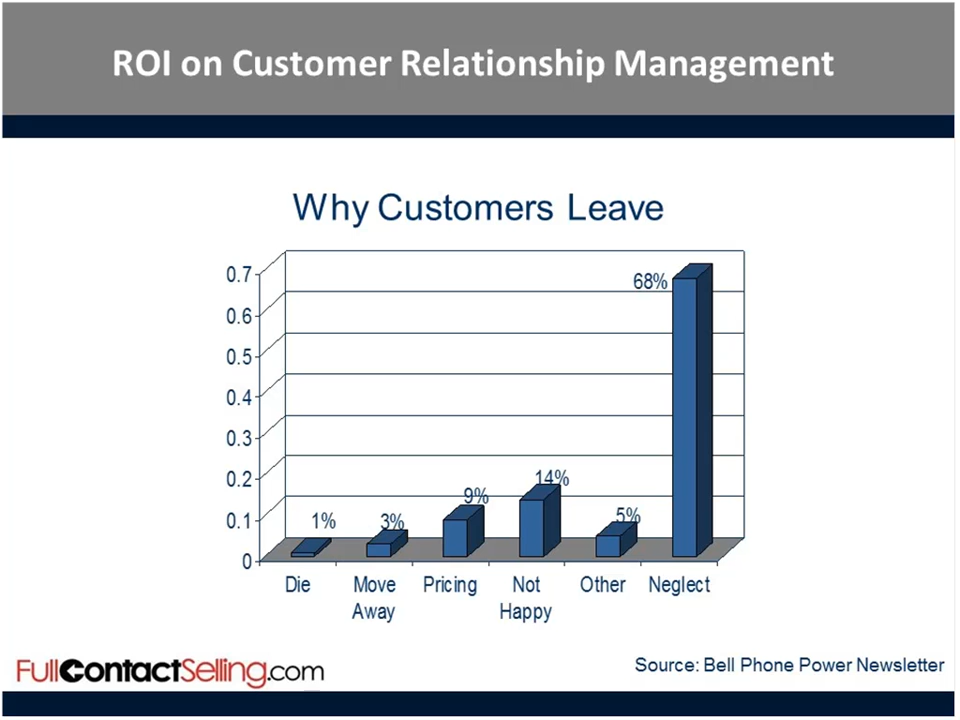 ROI on Customer Relationship Management
Why Customers Leave
0.7
0.6
0.5
0.4
0.3
0.2
0.1
0
1%
3%
9%
14%
5%
68%
Die
Move
Away
Pricing
Not
Happy
Other
Neglect
FullContactSelling.com
Source: Bell Phone Power Newsletter